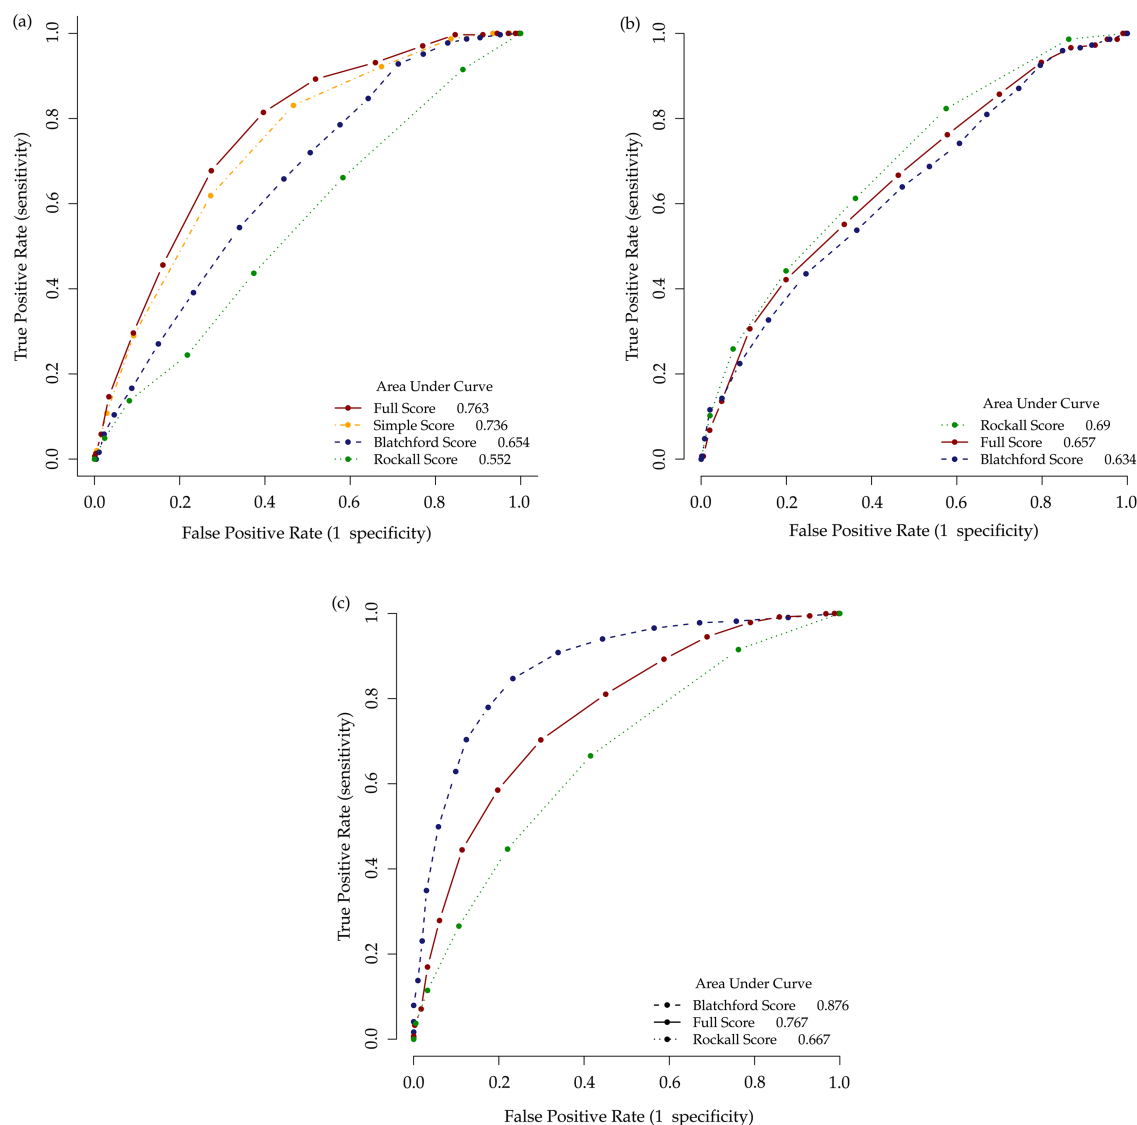 (a)
True Positive Rate (sensitivity)
1.0
0.8
0.6
0.4
0.2
0.0
Area Under Curve
Full Score 0.763
Simple Score 0.736
Blatchford Score 0.654
Rockall Score 0.552
0.0 0.2 0.4 0.6 0.8 1.0
False Positive Rate (1 specificity)
(b)
True Positive Rate (sensitivity)
1.0
0.8
0.6
0.4
0.2
0.0
Area Under Curve
Rockall Score 0.69
Full Score 0.657
Blatchford Score 0.634
0.0 0.2 0.4 0.6 0.8 1.0
False Positive Rate (1 specificity)
(c)
True Positive Rate (sensitivity)
1.0
0.8
0.6
0.4
0.2
0.0
Area Under Curve
Blatchford Score 0.876
Full Score 0.767
Rockall Score 0.667
0.0 0.2 0.4 0.6 0.8 1.0
False Positive Rate (1 specificity)